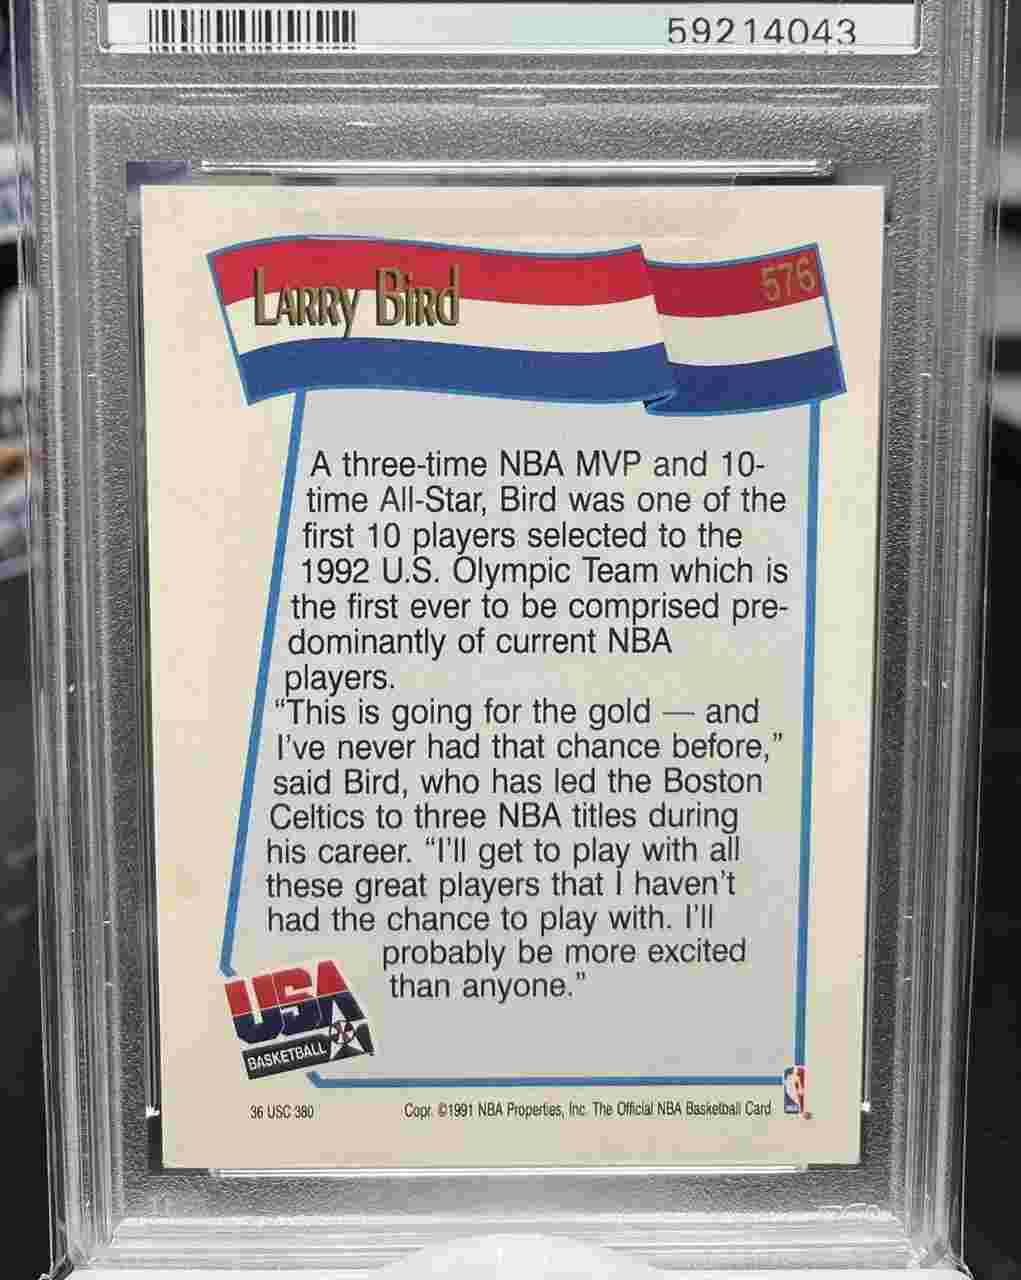 59214043
Larry Bird
576
A three-time NBA MVP and 10-
time All-Star, Bird was one of the
first 10 players selected to the
1992 U.S. Olympic Team which is
the first ever to be comprised pre-
dominantly of current NBA
players.
“This is going for the gold — and
I’ve never had that chance before,”
said Bird, who has led the Boston
Celtics to three NBA titles during
his career. “I’ll get to play with all
these great players that I haven’t
had the chance to play with. I’ll
probably be more excited
than anyone.”
USA
BASKETBALL
36 USC 380
Copr. ©1991 NBA Properties, Inc. The Official NBA Basketball Card